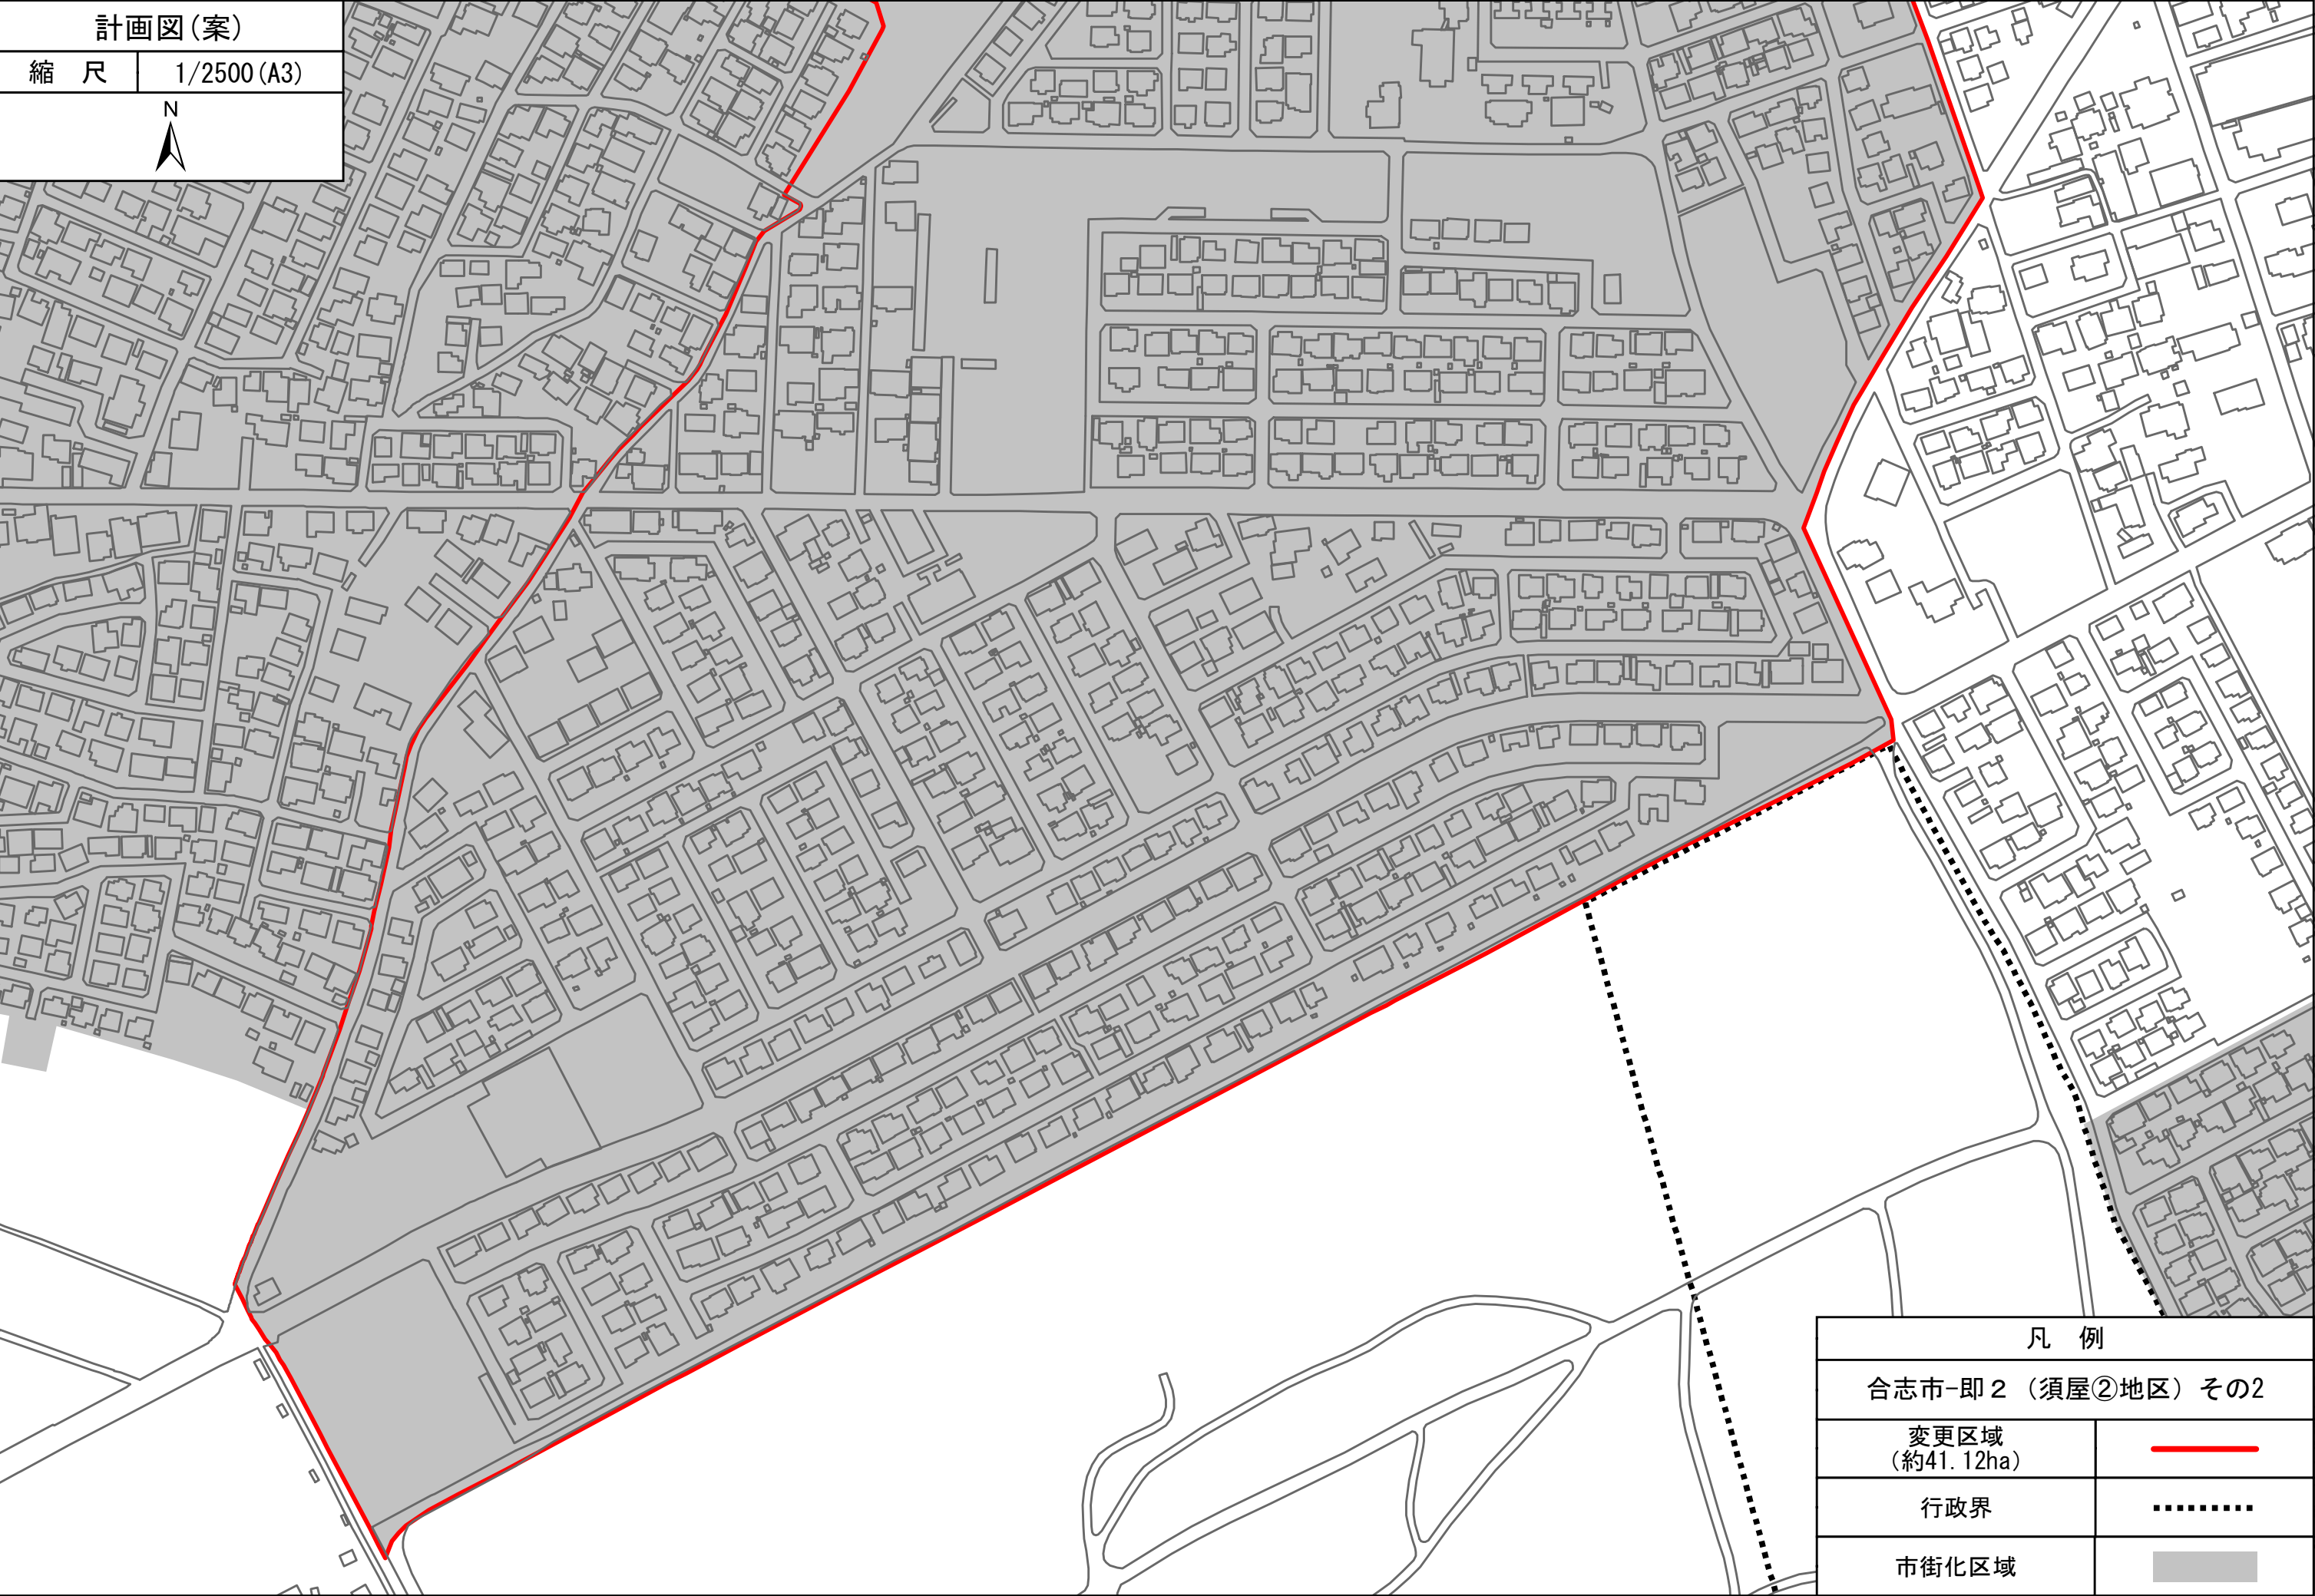 計画図(案)
縮 尺 1/2500(A3)
N
凡 例
合志市-即2(須屋②地区)その2
変更区域
(約41.12ha)
行政界
市街化区域